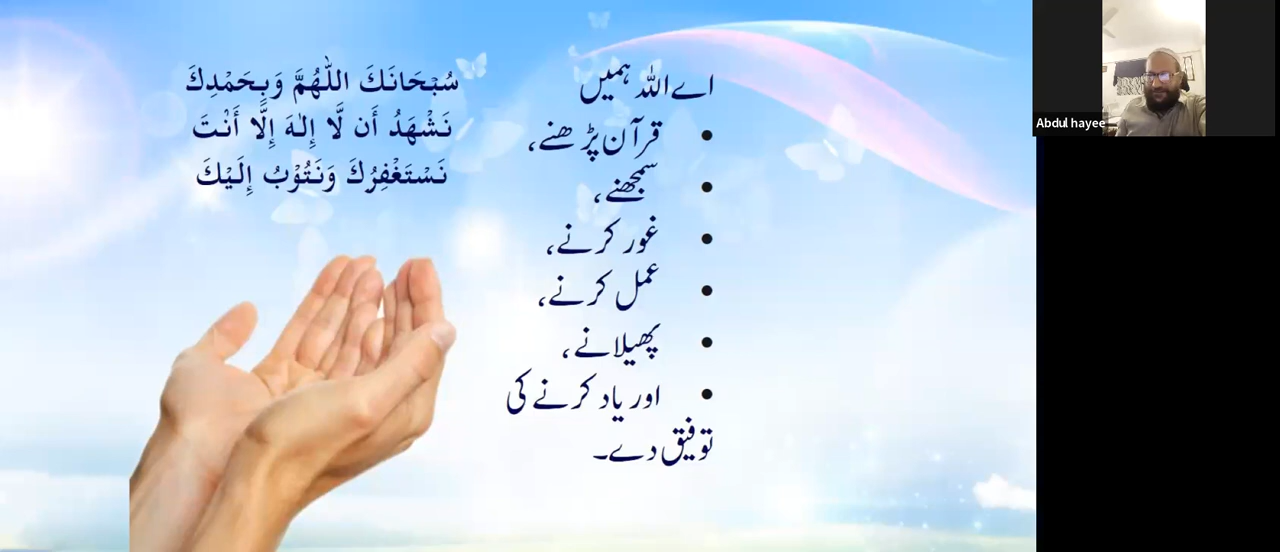 سُبْحَانَكَ اللّٰهُمَّ وَبِحَمْدِكَ
نَشْهَدُ أَن لَّا إِلٰهَ إِلَّا أَنْتَ
نَسْتَغْفِرُكَ وَنَتُوْبُ إِلَيْكَ
اے اللہ ہمیں
• قرآن پڑھنے،
• سمجھنے،
• غور کرنے،
• عمل کرنے،
• پھیلانے،
• اور یاد کرنے کی
توفیق دے۔
Abdul hayee